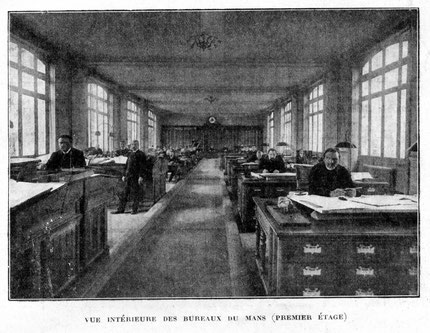 VUE INTÉRIEURE DES BUREAUX DU MANS (PREMIER ÉTAGE)